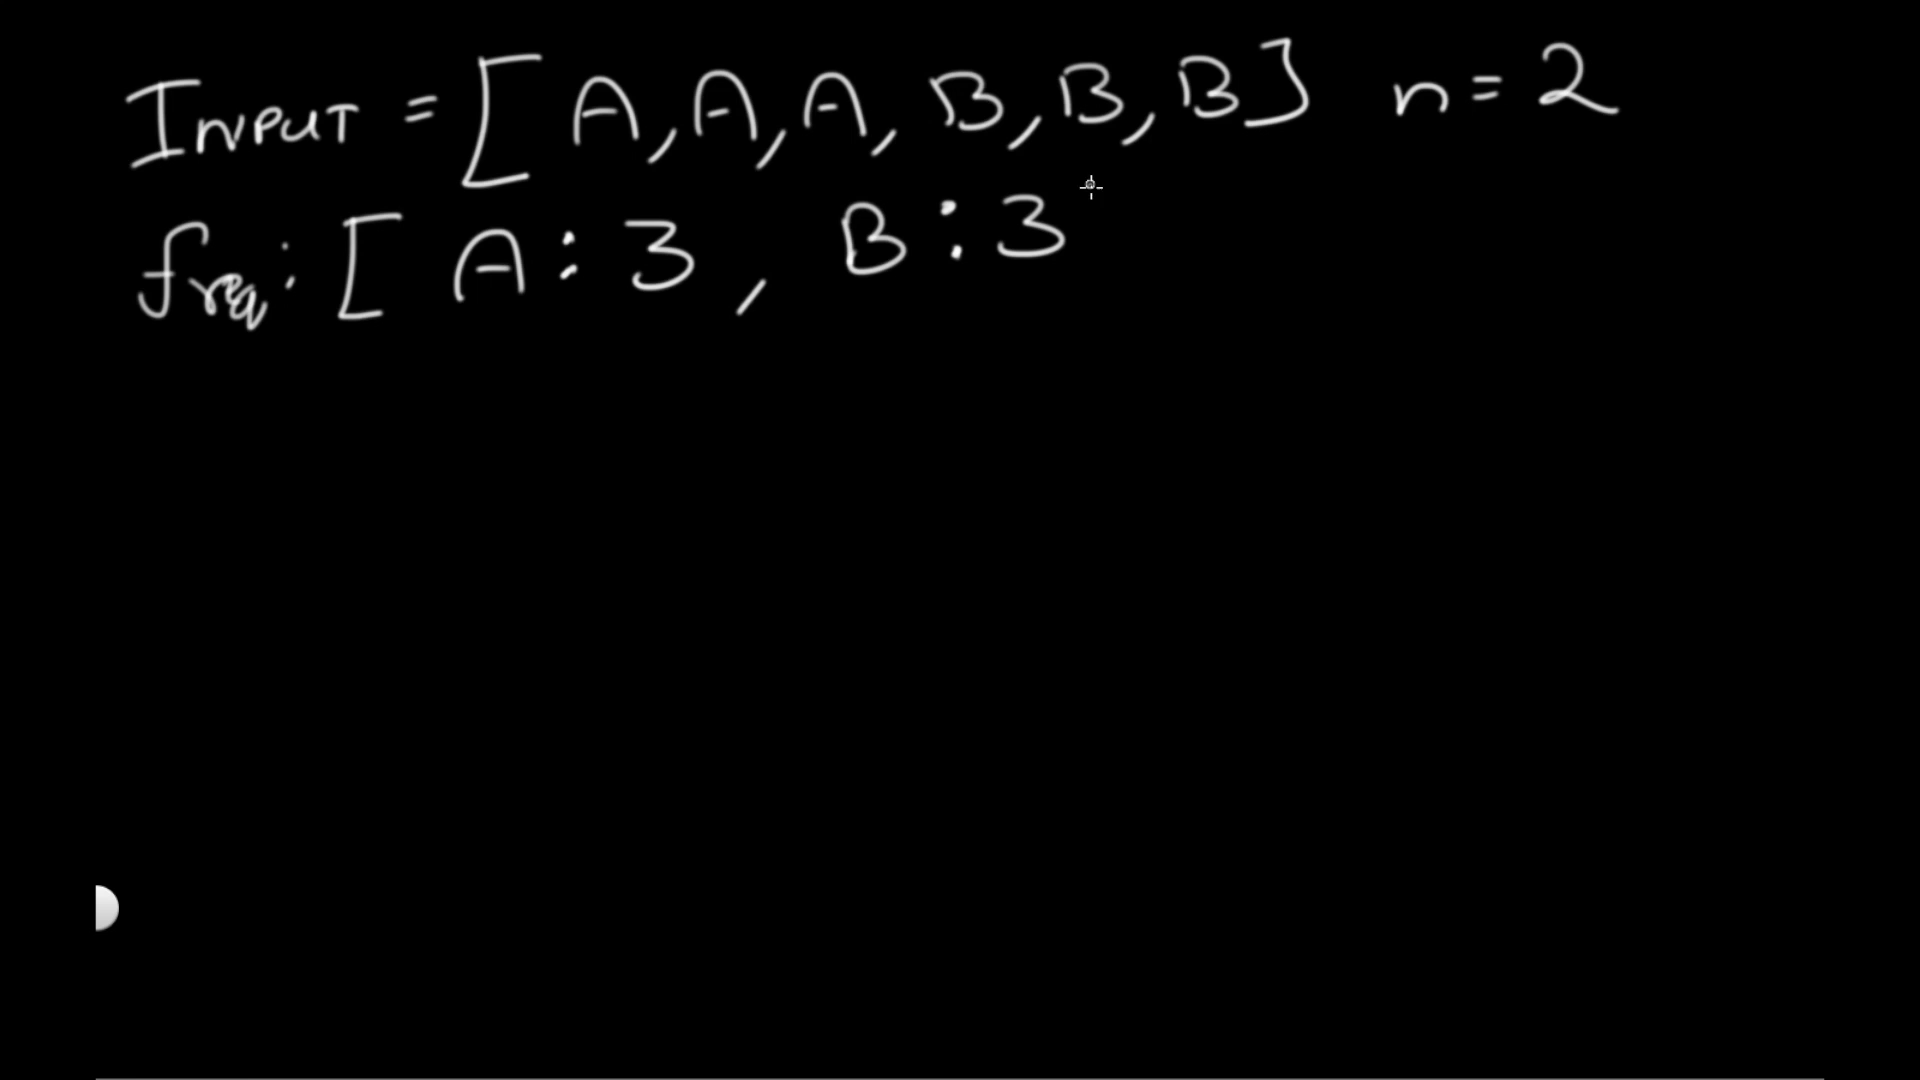 Input = [A, A, A, B, B, B] n = 2
freq: [A : 3, B : 3